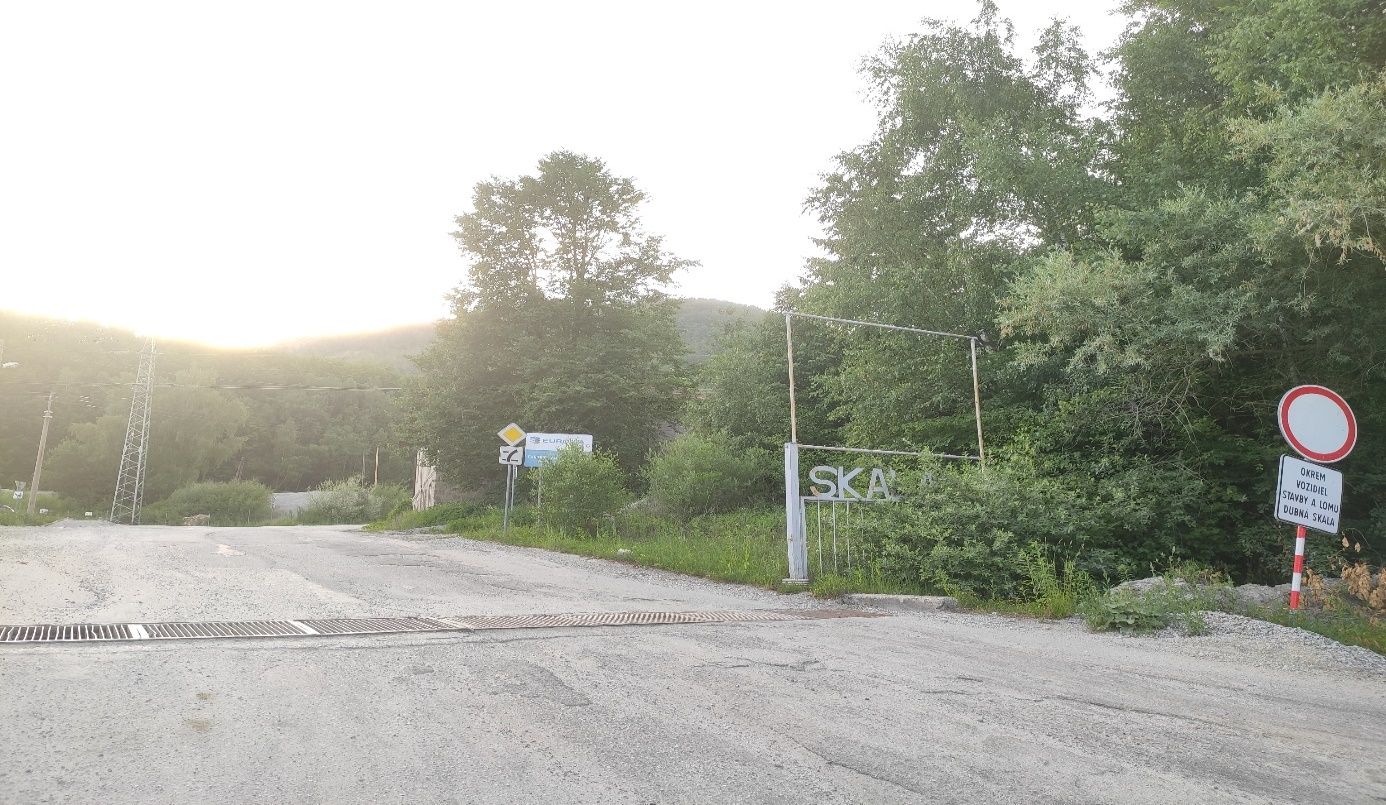 SKA
OKREM
VOZIDIEL
STAVBY A LOMU
DUBNÁ SKALA